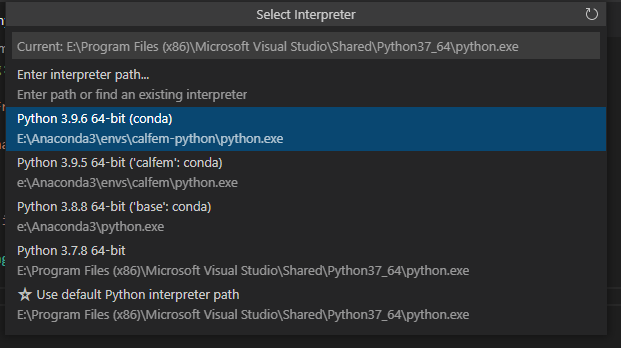 Select Interpreter
Current: E:\Program Files (x86)\Microsoft Visual Studio\Shared\Python37_64\python.exe
Enter interpreter path...
Enter path or find an existing interpreter
Python 3.9.6 64-bit (conda)
E:\Anaconda3\envs\calfem-python\python.exe
Python 3.9.5 64-bit ('calfem': conda)
e:\Anaconda3\envs\calfem\python.exe
Python 3.8.8 64-bit ('base': conda)
e:\Anaconda3\python.exe
Python 3.7.8 64-bit
E:\Program Files (x86)\Microsoft Visual Studio\Shared\Python37_64\python.exe
Use default Python interpreter path
E:\Program Files (x86)\Microsoft Visual Studio\Shared\Python37_64\python.exe